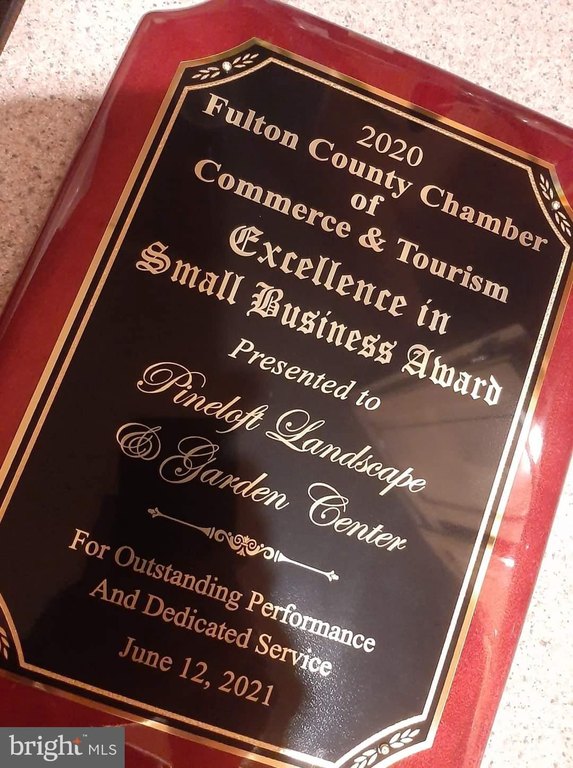 2020
Fulton County Chamber
of
Commerce & Tourism
Excellence in
Small Business Award
Presented to
Pineloft Landscape
& Garden Center
For Outstanding Performance
And Dedicated Service
June 12, 2021
bright MLS